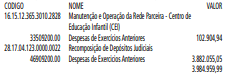 CODIGO NOME VALOR
16.15.12.365.3010.2828 Manutenção e Operação da Rede Parceira - Centro de
Educação Infantil (CEI)
33509200.00 Despesas de Exercícios Anteriores 102.904,94
28.17.04.123.0000.0022 Recomposição de Depósitos Judiciais
46909200.00 Despesas de Exercícios Anteriores 3.882.055,05
3.984.959,99